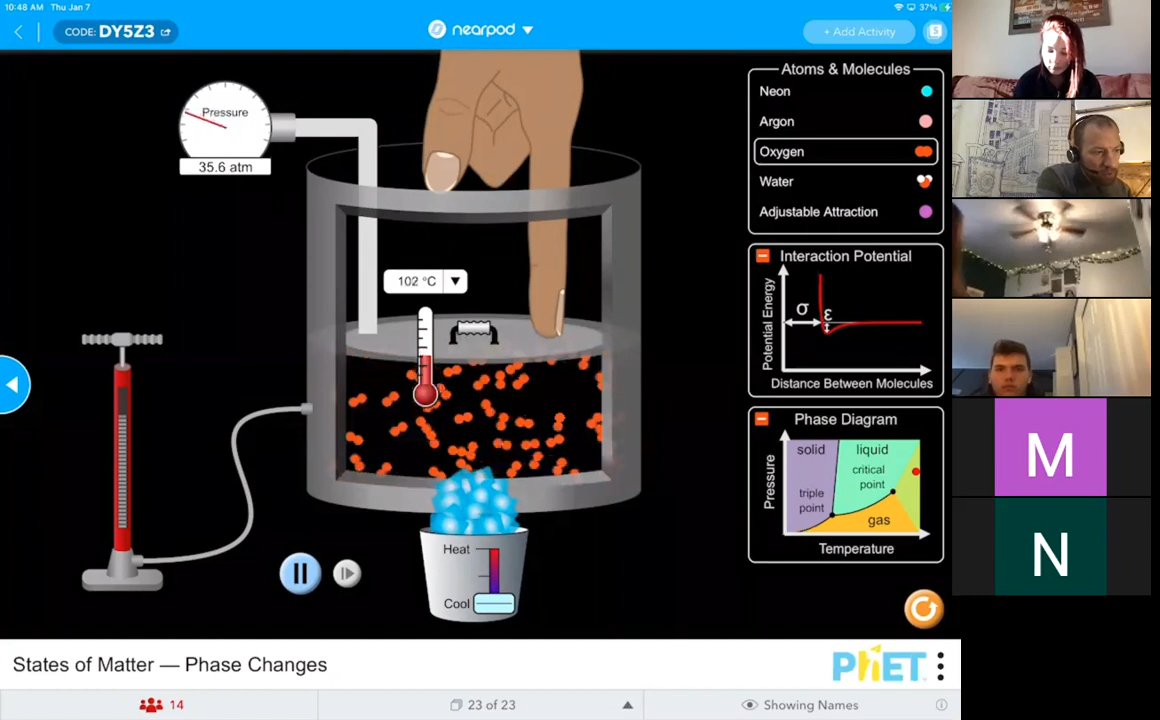 10:48 AM Thu Jan 7
37%
CODE: DY5Z3
nearpod
+ Add Activity
Pressure
35.6 atm
102 °C
Heat
Cool
Atoms & Molecules
Neon
Argon
Oxygen
Water
Adjustable Attraction
Interaction Potential
Potential Energy
σ
ε
Distance Between Molecules
Phase Diagram
Pressure
solid
liquid
critical
point
triple
point
gas
Temperature
States of Matter — Phase Changes
PhET
14
23 of 23
Showing Names
M
N